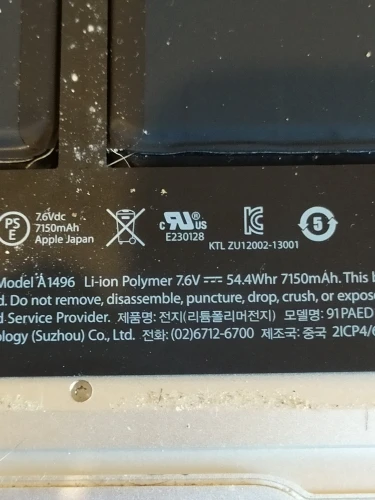 PS
E
7.6Vdc
7150mAh
Apple Japan
c RU US
E230128
KC
KTL ZU12002-13001
5
Model A1496 Li-ion Polymer 7.6V ⎓ 54.4Whr 7150mAh. This
d. Do not remove, disassemble, puncture, drop, crush, or expose
d Service Provider. 제품명: 전지(리튬폴리머전지) 모델명: 91PAED
ology (Suzhou) Co., Ltd. 전화: (02)6712-6700 제조국: 중국 2ICP4/6